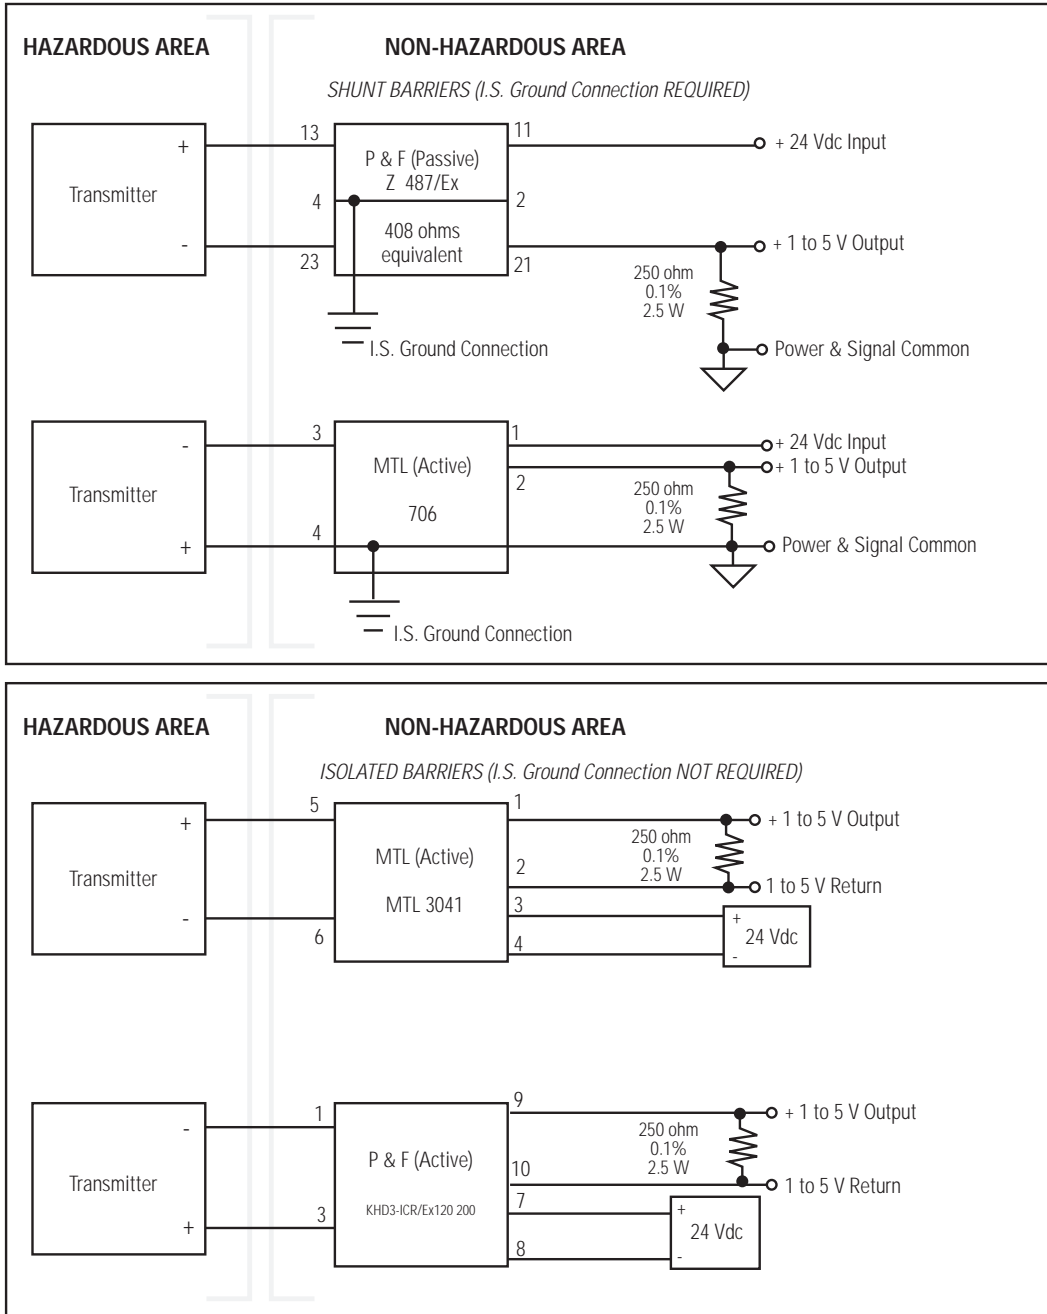 HAZARDOUS AREA
NON-HAZARDOUS AREA
SHUNT BARRIERS (I.S. Ground Connection REQUIRED)
Transmitter
+
-
13
4
23
P & F (Passive)
Z 487/Ex
408 ohms
equivalent
11
2
21
+ 24 Vdc Input
+ 1 to 5 V Output
250 ohm
0.1%
2.5 W
Power & Signal Common
I.S. Ground Connection
Transmitter
-
+
3
4
MTL (Active)
706
1
2
+ 24 Vdc Input
+ 1 to 5 V Output
250 ohm
0.1%
2.5 W
Power & Signal Common
I.S. Ground Connection
HAZARDOUS AREA
NON-HAZARDOUS AREA
ISOLATED BARRIERS (I.S. Ground Connection NOT REQUIRED)
Transmitter
+
-
5
6
MTL (Active)
MTL 3041
1
2
3
4
+ 1 to 5 V Output
250 ohm
0.1%
2.5 W
1 to 5 V Return
+
24 Vdc
-
Transmitter
-
+
1
3
P & F (Active)
KHD3-ICR/Ex120 200
9
10
7
8
+ 1 to 5 V Output
250 ohm
0.1%
2.5 W
1 to 5 V Return
+
24 Vdc
-